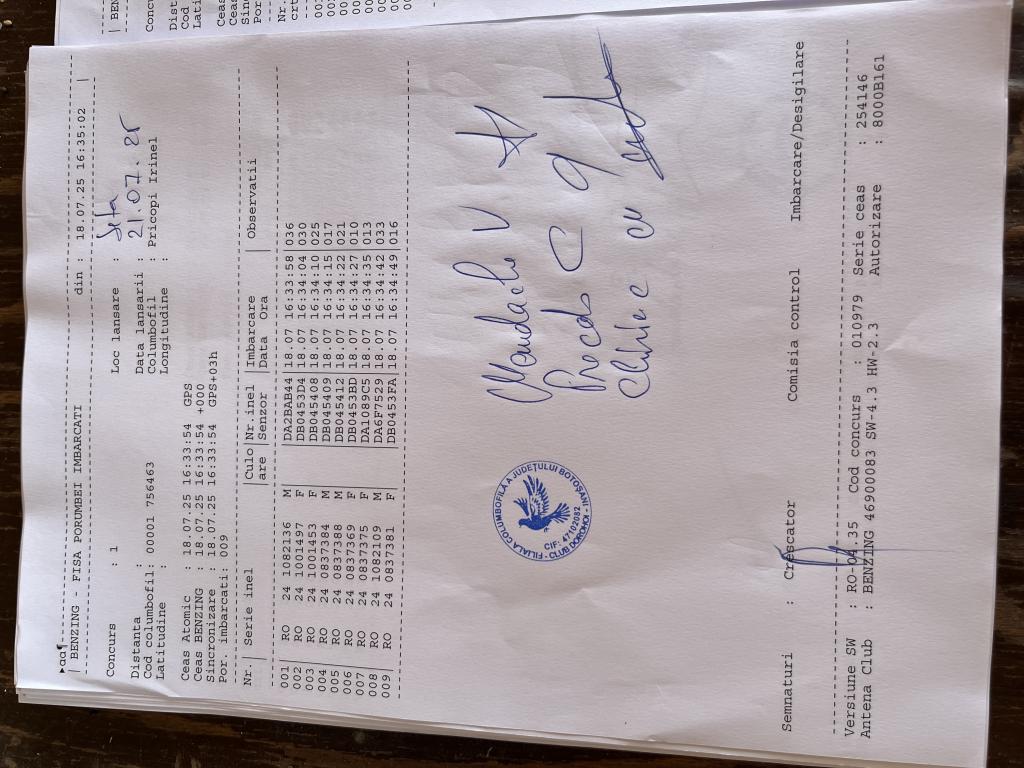 ▸aa¶
| BENZING - FISA PORUMBEI IMBARCATI din : 18.07.25 16:35:02 |
Concurs : 1 Loc lansare :
Distanta : Data lansarii : 21.07.25
Cod columbofil: 00001 756463 Columbofil : Pricopi Irinel
Latitudine : Longitudine :
Ceas Atomic : 18.07.25 16:33:54 GPS
Ceas BENZING : 18.07.25 16:33:54 +000
Sincronizare : 18.07.25 16:33:54 GPS+03h
Por. imbarcati: 009
Nr.| Serie inel |Culo|Nr.inel |Imbarcare | Observatii
| |are |Senzor |Data Ora |
001 | RO 24 1082136 M | |DA2BAB44|18.07 16:33:58|036
002 | RO 24 1001497 F | |DB0453D4|18.07 16:34:04|030
003 | RO 24 1001453 F | |DB045408|18.07 16:34:10|025
004 | RO 24 0837384 M | |DB045409|18.07 16:34:15|017
005 | RO 24 0837388 M | |DB045412|18.07 16:34:22|021
006 | RO 24 0837369 F | |DB0453BD|18.07 16:34:27|010
007 | RO 24 0837375 F | |DA1089C5|18.07 16:34:35|013
008 | RO 24 1082109 M | |DA6F7529|18.07 16:34:42|033
009 | RO 24 0837381 F | |DB0453FA|18.07 16:34:49|016
FILIALA COLUMBOFILĂ A JUDEȚULUI BOTOȘANI
CLUB DOROHOI
CIF: 47102082
Semnaturi : Crescator Comisia control Imbarcare/Desigilare
Versiune SW : RO-04.35 Cod concurs : 010979 Serie ceas : 254146
Antena Club : BENZING 46900083 SW-4.3 HW-2.3 Autorizare : 8000B161